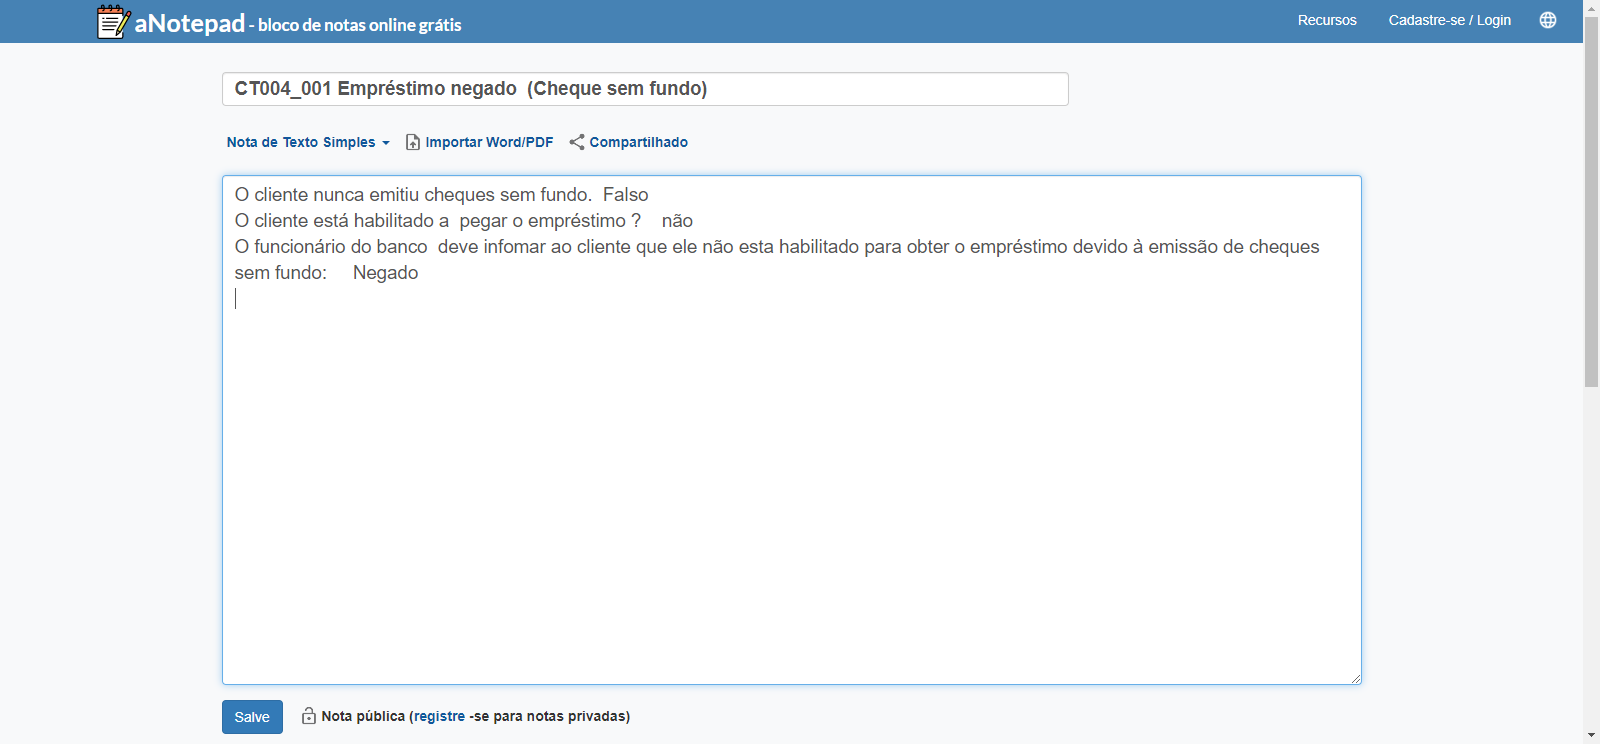 aNotepad - bloco de notas online grátis
Recursos
Cadastre-se / Login
CT004_001 Empréstimo negado  (Cheque sem fundo)
Nota de Texto Simples
Importar Word/PDF
Compartilhado
O cliente nunca emitiu cheques sem fundo.  Falso
O cliente está habilitado a  pegar o empréstimo ?    não
O funcionário do banco  deve infomar ao cliente que ele não esta habilitado para obter o empréstimo devido à emissão de cheques
sem fundo:     Negado
Salve
Nota pública (registre -se para notas privadas)